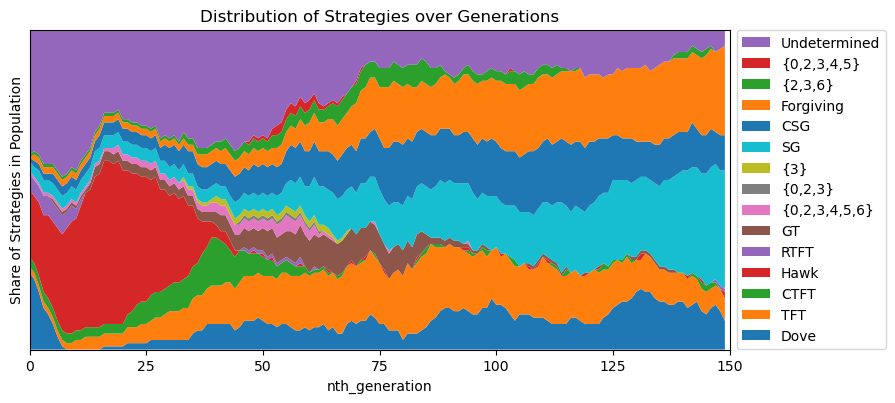 Distribution of Strategies over Generations
Share of Strategies in Population
0
25
50
75
100
125
150
nth_generation
Undetermined
{0,2,3,4,5}
{2,3,6}
Forgiving
CSG
SG
{3}
{0,2,3}
{0,2,3,4,5,6}
GT
RTFT
Hawk
CTFT
TFT
Dove